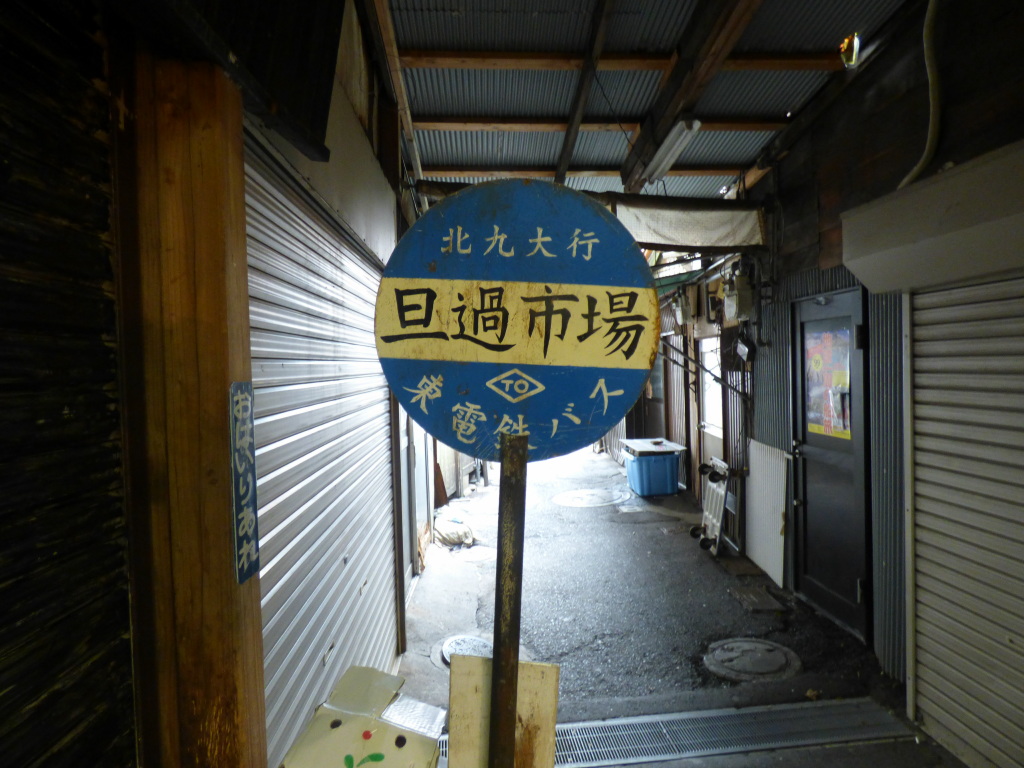 北九大行
旦過市場
TO
東電鉄バス
おはいりあれ